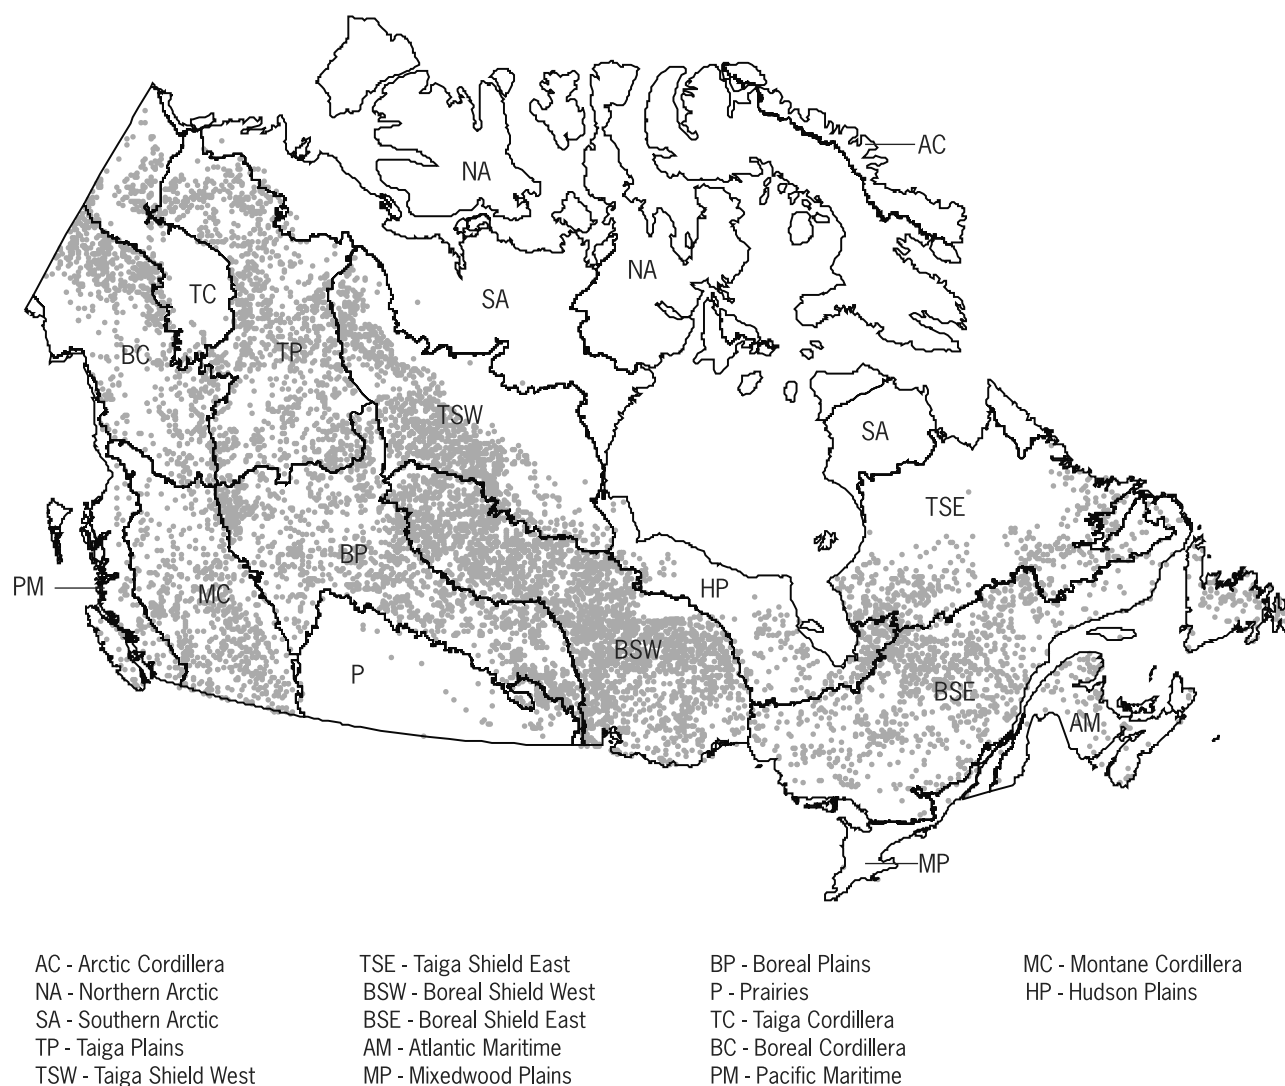 AC
NA
NA
TC
SA
BC
TP
TSW
SA
TSE
BP
HP
PM
MC
BSW
P
BSE
AM
MP
AC - Arctic Cordillera
NA - Northern Arctic
SA - Southern Arctic
TP - Taiga Plains
TSW - Taiga Shield West
TSE - Taiga Shield East
BSW - Boreal Shield West
BSE - Boreal Shield East
AM - Atlantic Maritime
MP - Mixedwood Plains
BP - Boreal Plains
P - Prairies
TC - Taiga Cordillera
BC - Boreal Cordillera
PM - Pacific Maritime
MC - Montane Cordillera
HP - Hudson Plains